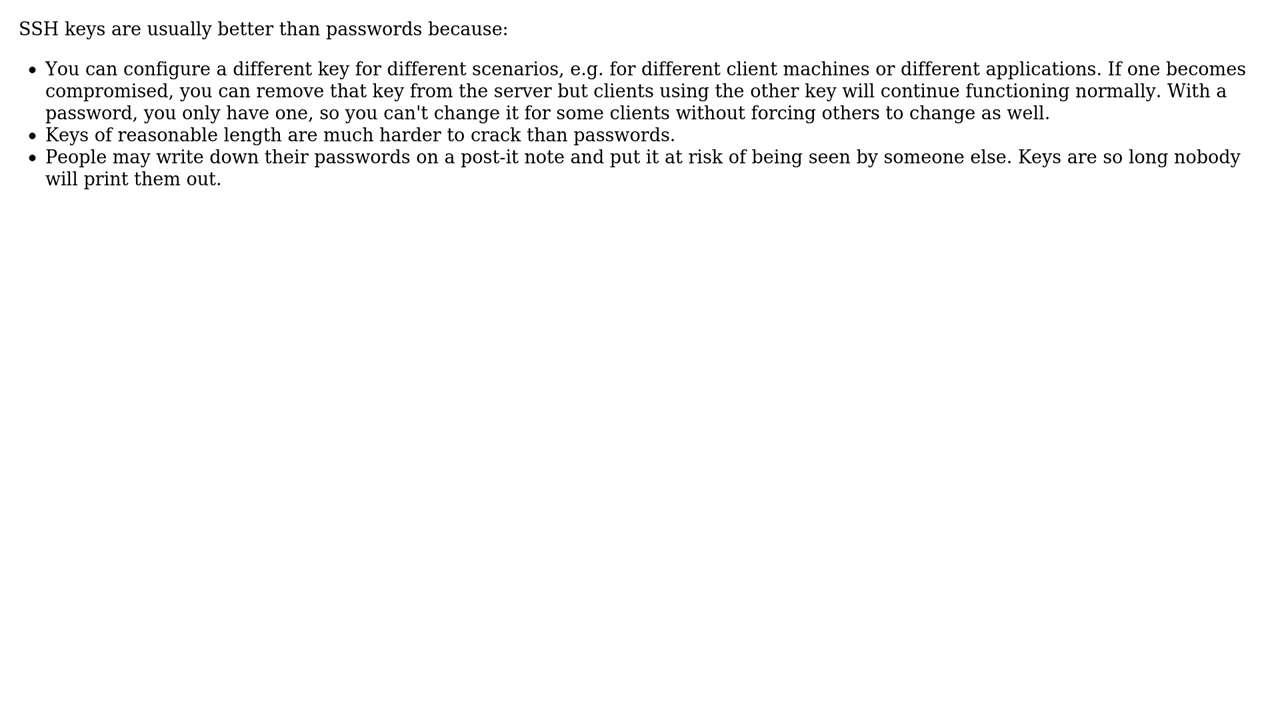 SSH keys are usually better than passwords because:
• You can configure a different key for different scenarios, e.g. for different client machines or different applications. If one becomes
compromised, you can remove that key from the server but clients using the other key will continue functioning normally. With a
password, you only have one, so you can't change it for some clients without forcing others to change as well.
• Keys of reasonable length are much harder to crack than passwords.
• People may write down their passwords on a post-it note and put it at risk of being seen by someone else. Keys are so long nobody
will print them out.